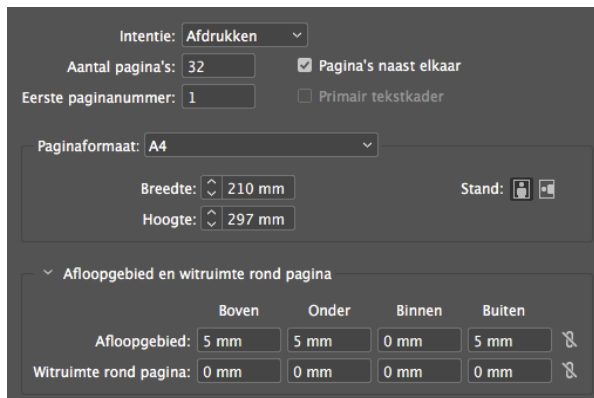 Intentie: Afdrukken
Aantal pagina's: 32 Pagina's naast elkaar
Eerste paginanummer: 1 Primair tekstkader
Paginaformaat: A4
Breedte: 210 mm Stand:
Hoogte: 297 mm
Afloopgebied en witruimte rond pagina
Boven Onder Binnen Buiten
Afloopgebied: 5 mm 5 mm 0 mm 5 mm
Witruimte rond pagina: 0 mm 0 mm 0 mm 0 mm